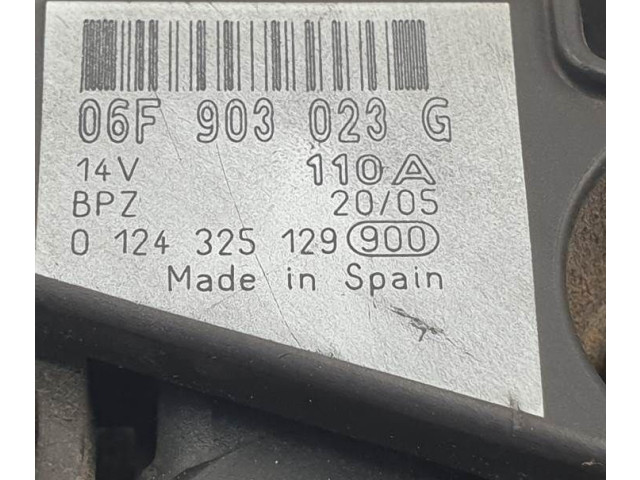 06F 903 023 G
14V 110A
BPZ 20/05
0 124 325 129 900
Made in Spain